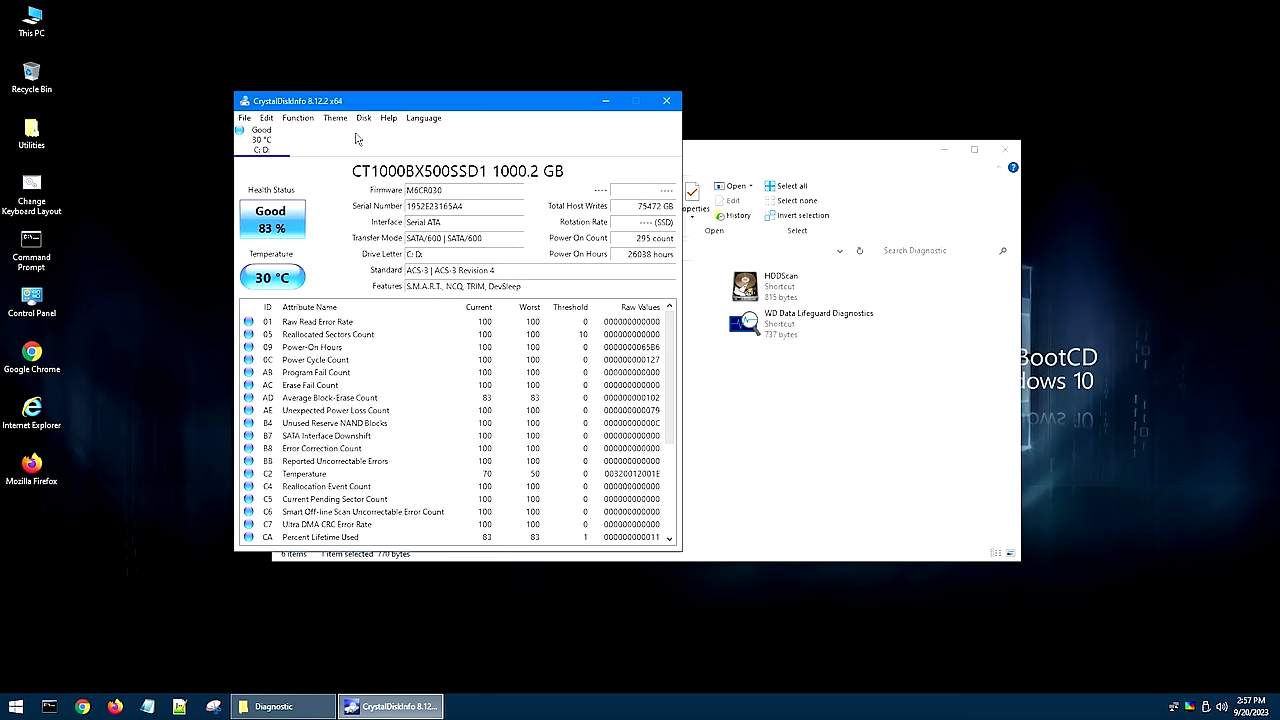 This PC
Recycle Bin
Utilities
Change
Keyboard Layout
Command
Prompt
Control Panel
Google Chrome
Internet Explorer
Mozilla Firefox
CrystalDiskInfo 8.12.2 x64
File Edit Function Theme Disk Help Language
Good
30 °C
C: D:
CT1000BX500SSD1 1000.2 GB
Health Status
Good
83 %
Temperature
30 °C
Firmware M6CR030 ---- ----
Serial Number 1952E23165A4 Total Host Writes 75472 GB
Interface Serial ATA Rotation Rate ---- (SSD)
Transfer Mode SATA/600 | SATA/600 Power On Count 295 count
Drive Letter C: D: Power On Hours 26038 hours
Standard ACS-3 | ACS-3 Revision 4
Features S.M.A.R.T., NCQ, TRIM, DevSleep
ID Attribute Name Current Worst Threshold Raw Values
01 Raw Read Error Rate 100 100 0 000000000000
05 Reallocated Sectors Count 100 100 0 000000000000
09 Power-On Hours 100 100 0 0000000065B6
0C Power Cycle Count 100 100 0 000000000127
AB Program Fail Count 100 100 0 000000000000
AC Erase Fail Count 100 100 0 000000000000
AD Average Block-Erase Count 83 83 0 000000000102
AE Unexpected Power Loss Count 100 100 0 000000000079
B4 Unused Reserve NAND Blocks 100 100 0 00000000000C
B7 SATA Interface Downshift 100 100 0 000000000000
B8 Error Correction Count 100 100 0 000000000000
BB Reported Uncorrectable Errors 100 100 0 000000000000
C2 Temperature 70 50 0 00320012001E
C4 Reallocation Event Count 100 100 0 000000000000
C5 Current Pending Sector Count 100 100 0 000000000000
C6 Smart Off-line Scan Uncorrectable Error Count 100 100 0 000000000000
C7 Ultra DMA CRC Error Rate 100 100 0 000000000000
CA Percent Lifetime Used 83 83 1 000000000011
operties
Open
Edit
History
Open
Select all
Select none
Invert selection
Select
Search Diagnostic
HDDScan
Shortcut
815 bytes
WD Data Lifeguard Diagnostics
Shortcut
737 bytes
6 items 1 item selected 770 bytes
BootCD
dows 10
Diagnostic
CrystalDiskInfo 8.12...
2:57 PM
9/20/2023